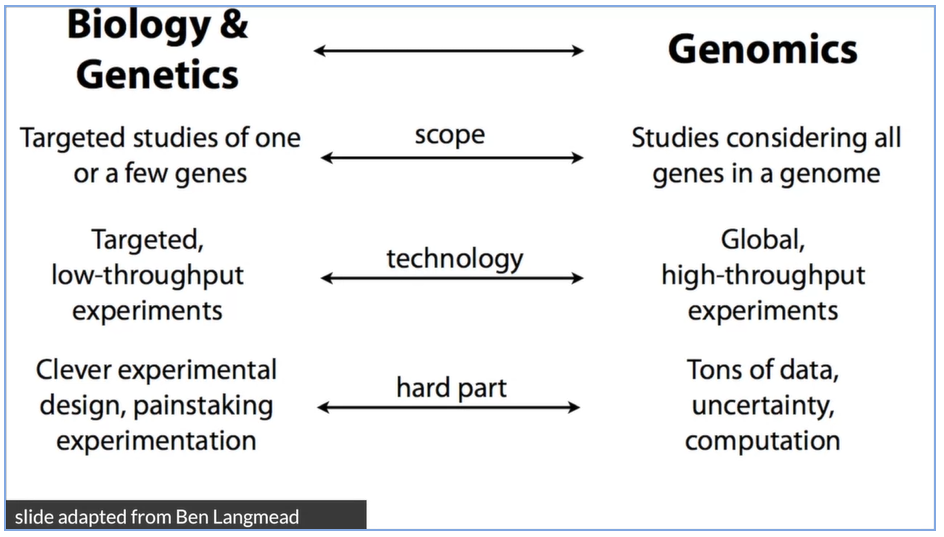 Biology &
Genetics
Genomics
Targeted studies of one
or a few genes
scope
Studies considering all
genes in a genome
Targeted,
low-throughput
experiments
technology
Global,
high-throughput
experiments
Clever experimental
design, painstaking
experimentation
hard part
Tons of data,
uncertainty,
computation
slide adapted from Ben Langmead